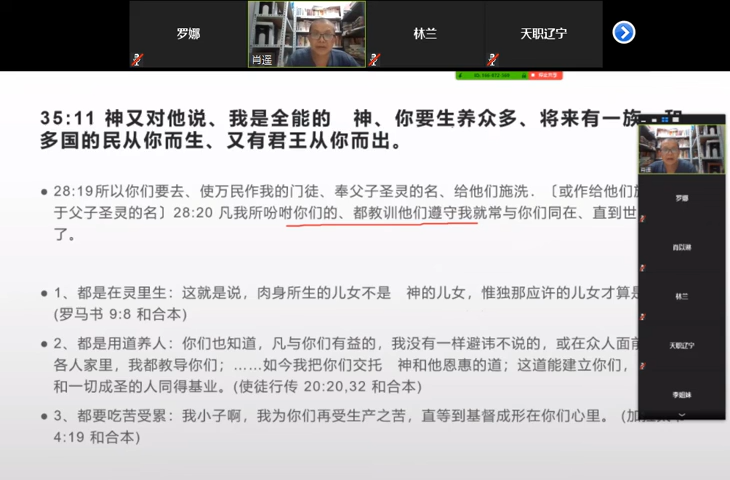 罗娜
肖遥
林兰
天职辽宁
35:11 神又对他说、我是全能的 神、你要生养众多、将来有一族
多国的民从你而生、又有君王从你而出。
肖遥
• 28:19所以你们要去、使万民作我的门徒、奉父子圣灵的名、给他们施洗．〔或作给他们
于父子圣灵的名〕28:20 凡我所吩咐你们的、都教训他们遵守我就常与你们同在、直到世
了。
罗娜
林兰
天职辽宁
李姐妹
• 1、都是在灵里生：这就是说，肉身所生的儿女不是 神的儿女，惟独那应许的儿女才算是
(罗马书 9:8 和合本)
• 2、都是用道养人：你们也知道，凡与你们有益的，我没有一样避讳不说的，或在众人面前
各人家里，我都教导你们；……如今我把你们交托 神和他恩惠的道；这道能建立你们，
和一切成圣的人同得基业。(使徒行传 20:20,32 和合本)
• 3、都要吃苦受累：我小子啊，我为你们再受生产之苦，直等到基督成形在你们心里。
4:19 和合本)